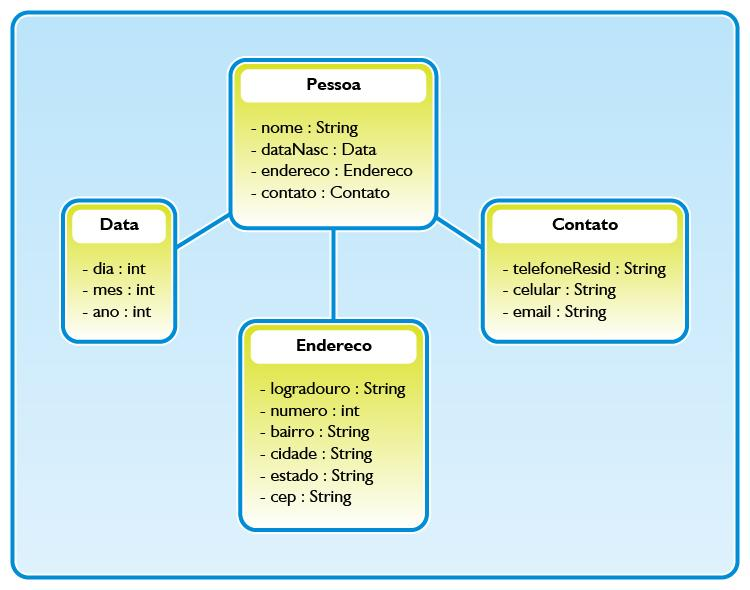 Pessoa
- nome : String
- dataNasc : Data
- endereco : Endereco
- contato : Contato
Data
- dia : int
- mes : int
- ano : int
Contato
- telefoneResid : String
- celular : String
- email : String
Endereco
- logradouro : String
- numero : int
- bairro : String
- cidade : String
- estado : String
- cep : String